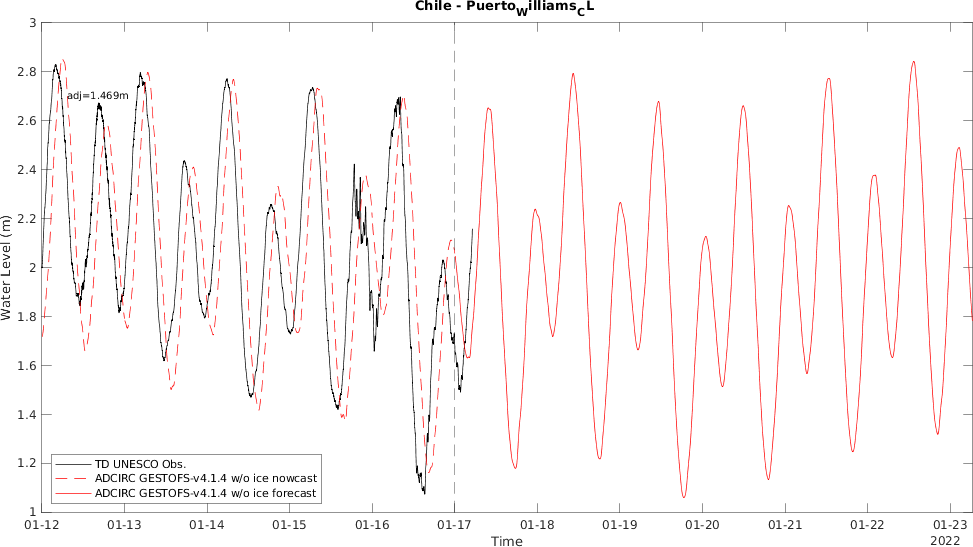 Chile - Puerto_Williams_CL
3
2.8
adj=1.469m
2.6
2.4
2.2
2
1.8
1.6
1.4
1.2
1
Water Level (m)
TD UNESCO Obs.
ADCIRC GESTOFS-v4.1.4 w/o ice nowcast
ADCIRC GESTOFS-v4.1.4 w/o ice forecast
01-12 01-13 01-14 01-15 01-16 01-17 01-18 01-19 01-20 01-21 01-22 01-23
Time
2022